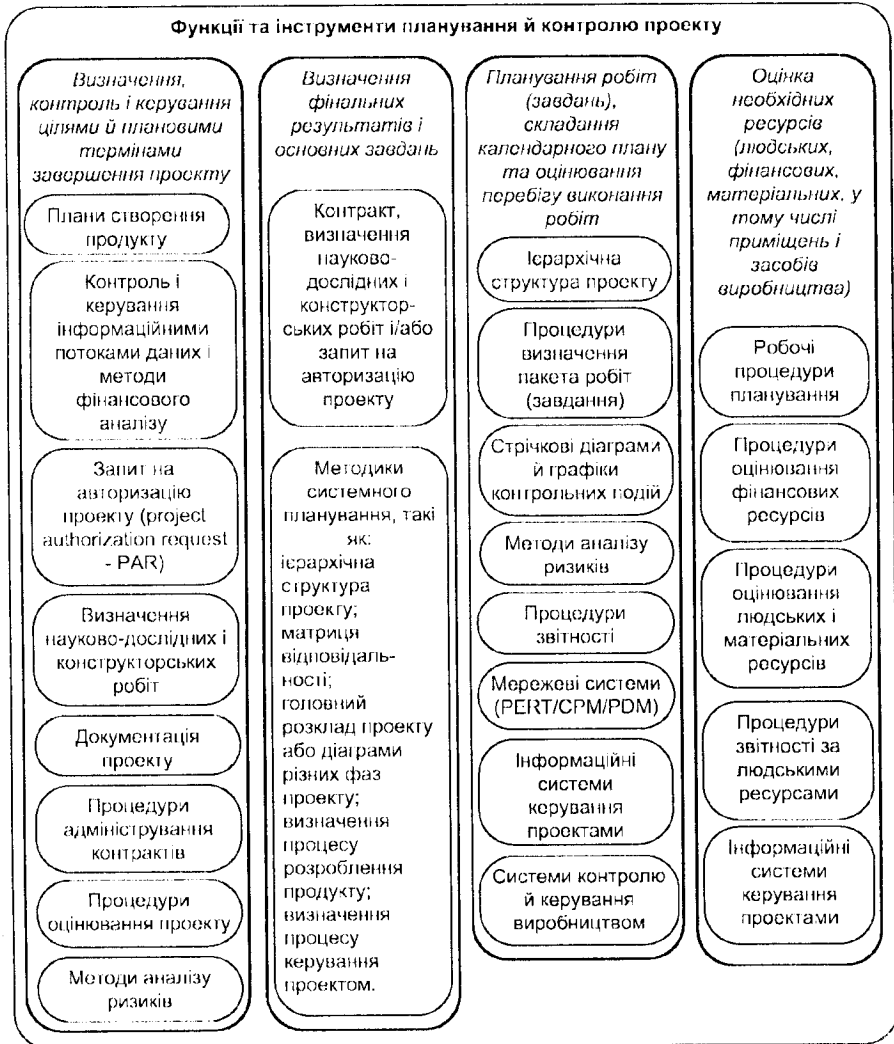 Функції та інструменти планування й контролю проекту
Визначення,
контроль і керування
цілями й плановими
термінами
завершення проекту
Плани створення
продукту
Контроль і
керування
інформаційними
потоками даних і
методи
фінансового
аналізу
Запит на
авторизацію
проекту (project
authorization request
- PAR)
Визначення
науково-дослідних і
конструкторських
робіт
Документація
проекту
Процедури
адміністрування
контрактів
Процедури
оцінювання проекту
Методи аналізу
ризиків
Визначення
фінальних
результатів і
основних завдань
Контракт,
визначення
науково-
дослідних і
конструктор-
ських робіт і/або
запит на
авторизацію
проекту
Методики
системного
планування, такі
як:
ієрархічна
структура
проекту;
матриця
відповідаль-
ності;
головний
розклад проекту
або діаграми
різних фаз
проекту;
визначення
процесу
розроблення
продукту;
визначення
процесу
керування
проектом.
Планування робіт
(завдань),
складання
календарного плану
та оцінювання
перебігу виконання
робіт
Ієрархічна
структура проекту
Процедури
визначення
пакета робіт
(завдання)
Стрічкові діаграми
й графіки
контрольних подій
Методи аналізу
ризиків
Процедури
звітності
Мережеві системи
(PERT/CPM/PDM)
Інформаційні
системи
керування
проектами
Системи контролю
й керування
виробництвом
Оцінка
необхідних
ресурсів
(людських,
фінансових,
матеріальних, у
тому числі
приміщень і
засобів
виробництва)
Робочі
процедури
планування
Процедури
оцінювання
фінансових
ресурсів
Процедури
оцінювання
людських і
матеріальних
ресурсів
Процедури
звітності за
людськими
ресурсами
Інформаційні
системи
керування
проектами